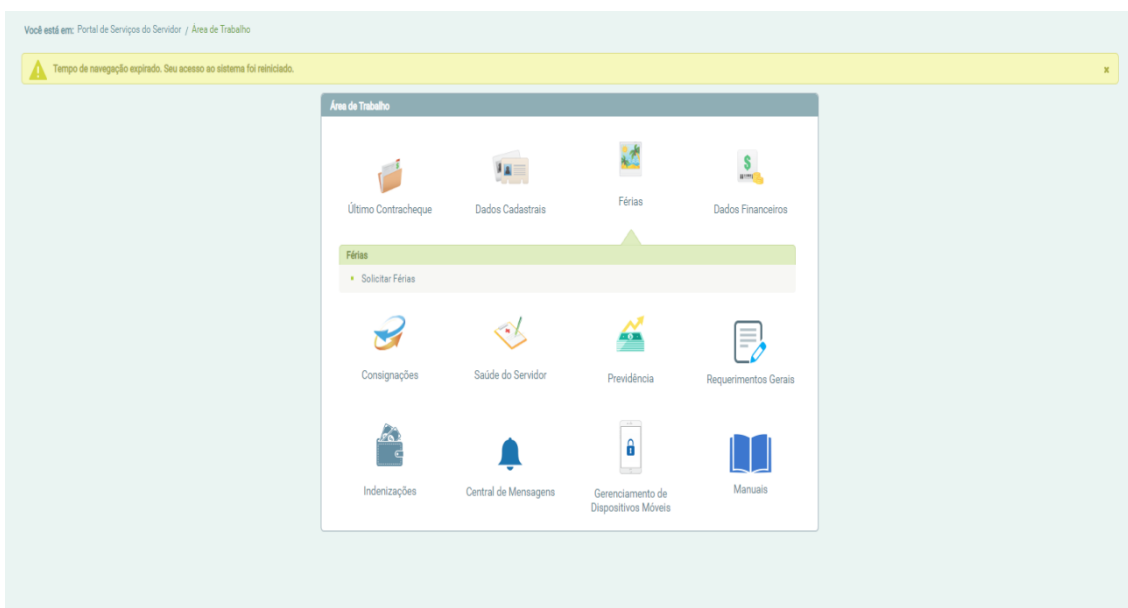 Você está em: Portal de Serviços do Servidor / Área de Trabalho
Tempo de navegação expirado. Seu acesso ao sistema foi reiniciado.
x
Área de Trabalho
Último Contracheque
Dados Cadastrais
Férias
Dados Financeiros
Férias
Solicitar Férias
Consignações
Saúde do Servidor
Previdência
Requerimentos Gerais
Indenizações
Central de Mensagens
Gerenciamento de
Dispositivos Móveis
Manuais